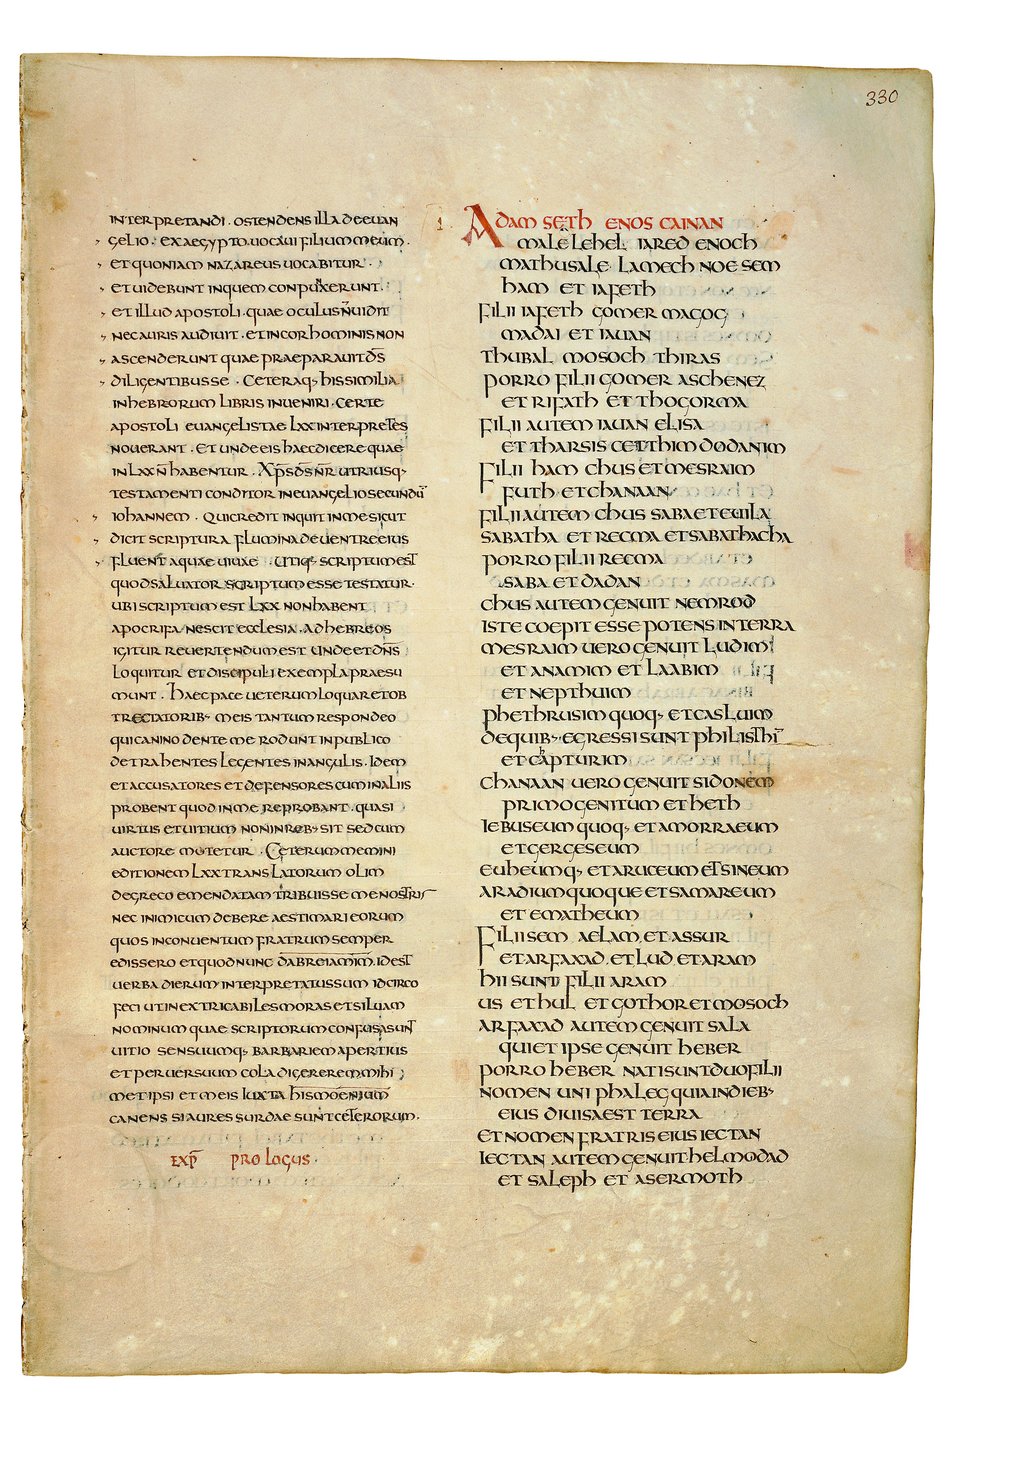 330
INTERPRETANDI · OSTENDENS ILLA DE EUAN
GELIO · EX AEGYPTO UOCAUI FILIUM MEUM ·
ET QUONIAM NAZAREUS UOCABITUR ·
ET UIDEBUNT IN QUEM CONPUNXERUNT ·
ET ILLUD APOSTOLI · QUAE OCULUS N̄ UIDIT
NEC AURIS AUDIUIT · ET IN COR HOMINIS NON
ASCENDERUNT QUAE PRAEPARAUIT D̄S
DILIGENTIBUS SE · CETERAQ· HIS SIMILIA
IN HEBREORUM LIBRIS INUENIRI · CERTE
APOSTOLI EUANGELISTAE LXX INTERPRETES
NOUERANT · ET UNDE EIS HAEC DICERE QUAE
IN LXX N̄ HABENTUR · XP̄S D̄S N̄R UTRIUSQ·
TESTAMENTI CONDITOR IN EUANGELIO SECUNDŪ
IOHANNEM · QUI CREDIT INQUIT IN ME SICUT
DICIT SCRIPTURA FLUMINA DE UENTRE EIUS
FLUENT AQUAE UIUAE · UTIQ· SCRIPTUM EST
QUOD SALUATOR SCRIPTUM ESSE TESTATUR ·
UBI SCRIPTUM EST LXX NON HABENT
APOCRIFA NESCIT ECCLESIA · AD HEBREOS
IGITUR REUERTENDUM EST UNDE ET DN̄S
LOQUITUR ET DISCIPULI EXEMPLA PRAESU
MUNT · HAEC PACE UETERUM LOQUAR ET OB
TRECTATORIB· MEIS TANTUM RESPONDEO
QUI CANINO DENTE ME RODUNT IN PUBLICO
DETRAHENTES LEGENTES IN ANGULIS · IDEM
ET ACCUSATORES ET DEFENSORES CUM IN ALIIS
PROBENT QUOD IN ME REPROBANT · QUASI
UIRTUS ET UITIUM NON IN REB· SIT SED CUM
AUCTORE MUTETUR · CETERUM MEMINI
EDITIONEM LXX TRANSLATORUM OLIM
DE GRECO EMENDATAM TRIBUISSE ME NOSTRIS
NEC INIMICUM DEBERE AESTIMARI EORUM
QUOS IN CONUENTUM FRATRUM SEMPER
EDISSERO ET QUOD NUNC DABREIAMIM · ID EST
UERBA DIERUM INTERPRETATUS SUM IDCIRCO
FECI UT INEXTRICABILES MORAS ET SILUAM
NOMINUM QUAE SCRIPTORUM CONFUSA SUNT
UITIO SENSUUMQ· BARBARIEM APERTIUS
ET PER UERSUUM COLA DIGEREREM MIHI
METIPSI ET MEIS IUXTA HISMOENIUM
CANENS SI AURES SURDAE SUNT CETERORUM ·
EXP̄ PROLOGUS ·
1 ADAM SETH ENOS CAINAN
MALELEHEL IARED ENOCH
MATHUSALE LAMECH NOE SEM
HAM ET IAFETH
FILII IAFETH GOMER MAGOG
MADAI ET IAUAN
THUBAL MOSOCH THIRAS
PORRO FILII GOMER ASCHENEZ
ET RIFATH ET THOGORMA
FILII AUTEM IAUAN ELISA
ET THARSIS CETTHIM DODANIM
FILII HAM CHUS ET MESRAIM
FUTH · ET CHANAAN
FILII AUTEM CHUS SABA ET EUILA
SABATHA ET REGMA ET SABATHACHA
PORRO FILII REGMA
SABA ET DADAN
CHUS AUTEM GENUIT NEMROD
ISTE COEPIT ESSE POTENS IN TERRA
MESRAIM UERO GENUIT LUDIM
ET ANAMIM ET LAABIM
ET NEPTHUIM
PHETHRUSIM QUOQ· ET CASLUIM
DE QUIB· EGRESSI SUNT PHILISTHI̅
ET CAPTURIM
CHANAAN UERO GENUIT SIDONEM
PRIMOGENITUM ET HETH
IEBUSEUM QUOQ· ET AMORRAEUM
ET GERGESEUM
EUHEUMQ· ET ARUCEUM ET SINEUM
ARADIUM QUOQUE ET SAMAREUM
ET EMATHEUM
FILII SEM AELAM · ET ASSUR
ET ARFAXAD · ET LUD ET ARAM
HII SUNT FILII ARAM
US ET HUL ET GOTHOR ET MOSOCH
ARFAXAD AUTEM GENUIT SALA
QUI ET IPSE GENUIT HEBER
PORRO HEBER NATI SUNT DUO FILII
NOMEN UNI PHALEG QUIA IN DIEB·
EIUS DIUISA EST TERRA
ET NOMEN FRATRIS EIUS IECTAN
IECTAN AUTEM GENUIT HELMODAD
ET SALEPH ET ASERMOTH